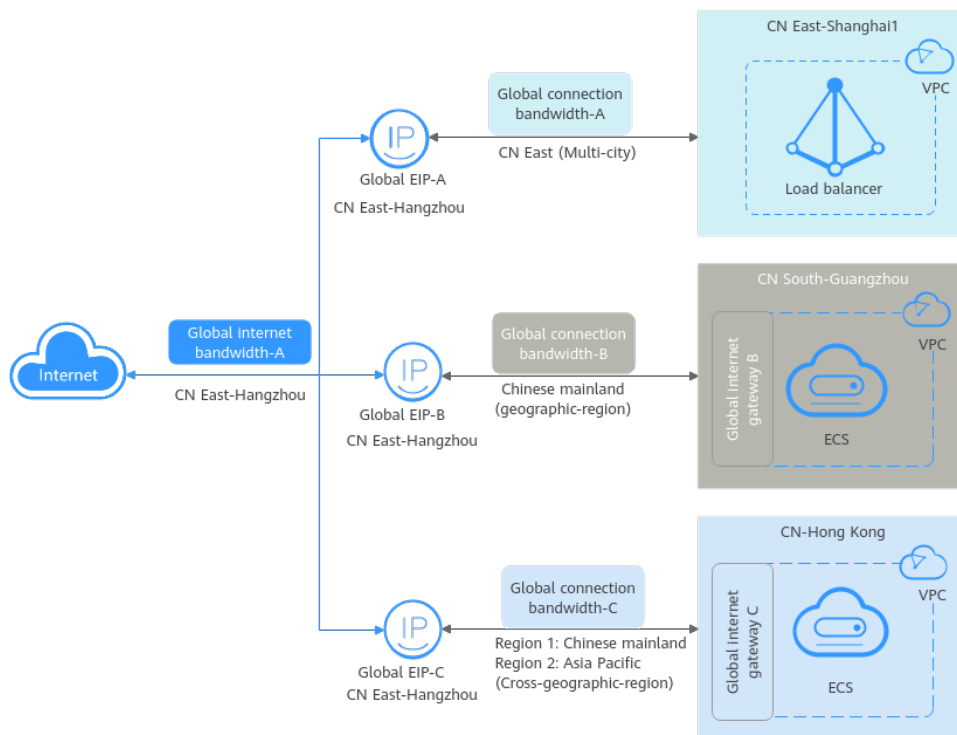 CN East-Shanghai1
VPC
Load balancer
Global connection
bandwidth-A
CN East (Multi-city)
IP
Global EIP-A
CN East-Hangzhou
CN South-Guangzhou
VPC
Global internet
gateway B
ECS
Global connection
bandwidth-B
Chinese mainland
(geographic-region)
IP
Global EIP-B
CN East-Hangzhou
Global internet
bandwidth-A
CN East-Hangzhou
Internet
CN-Hong Kong
VPC
Global internet
gateway C
ECS
Global connection
bandwidth-C
Region 1: Chinese mainland
Region 2: Asia Pacific
(Cross-geographic-region)
IP
Global EIP-C
CN East-Hangzhou